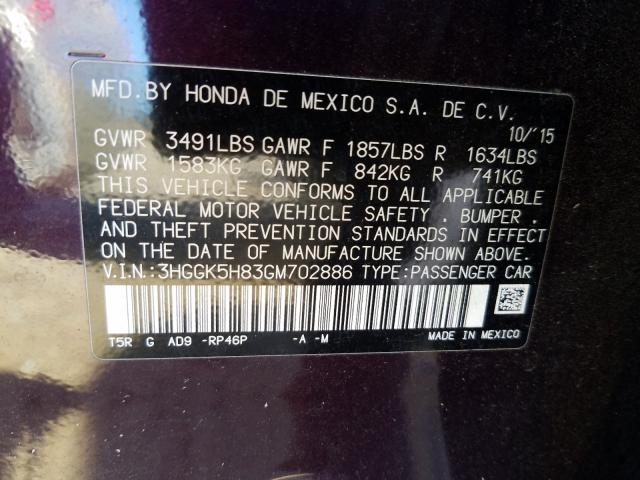 MFD.BY HONDA DE MEXICO S.A. DE C.V.
10/'15
GVWR 3491LBS GAWR F 1857LBS R 1634LBS
GVWR 1583KG GAWR F 842KG R 741KG
THIS VEHICLE CONFORMS TO ALL APPLICABLE
FEDERAL MOTOR VEHICLE SAFETY . BUMPER .
AND THEFT PREVENTION STANDARDS IN EFFECT
ON THE DATE OF MANUFACTURE SHOWN ABOVE.
V.I.N.:3HGGK5H83GM702886 TYPE:PASSENGER CAR
T5R G AD9 -RP46P -A -M MADE IN MEXICO